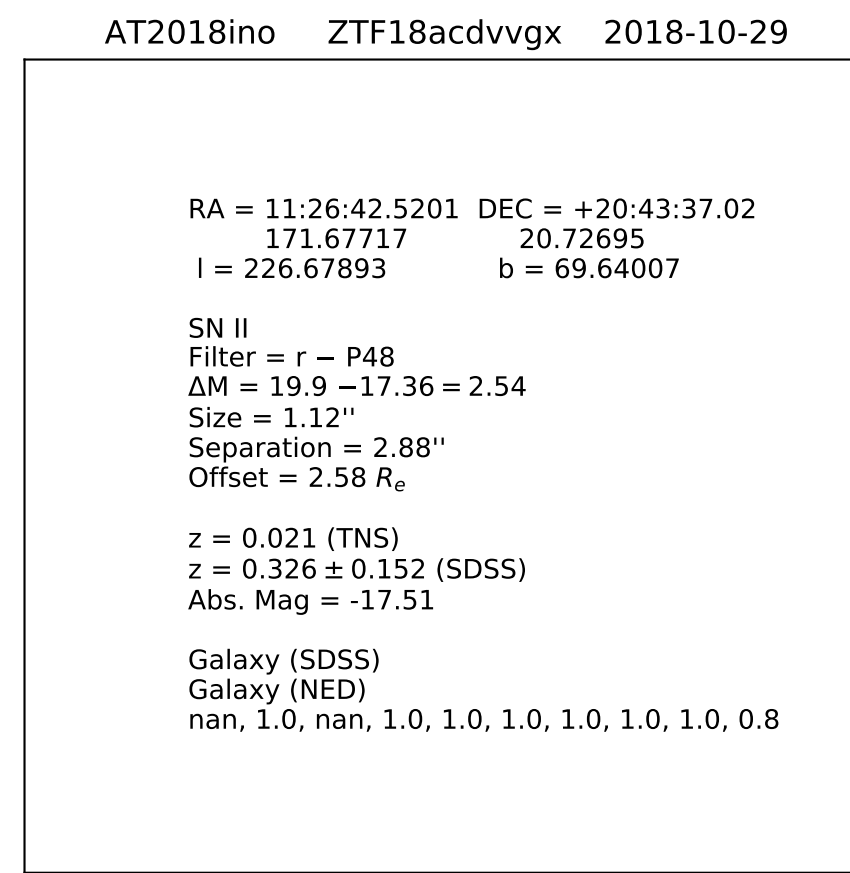 AT2018ino ZTF18acdvvgx 2018-10-29
RA = 11:26:42.5201 DEC = +20:43:37.02
171.67717 20.72695
l = 226.67893 b = 69.64007
SN II
Filter = r − P48
ΔM = 19.9 −17.36 = 2.54
Size = 1.12''
Separation = 2.88''
Offset = 2.58 Rₑ
z = 0.021 (TNS)
z = 0.326 ± 0.152 (SDSS)
Abs. Mag = -17.51
Galaxy (SDSS)
Galaxy (NED)
nan, 1.0, nan, 1.0, 1.0, 1.0, 1.0, 1.0, 1.0, 0.8